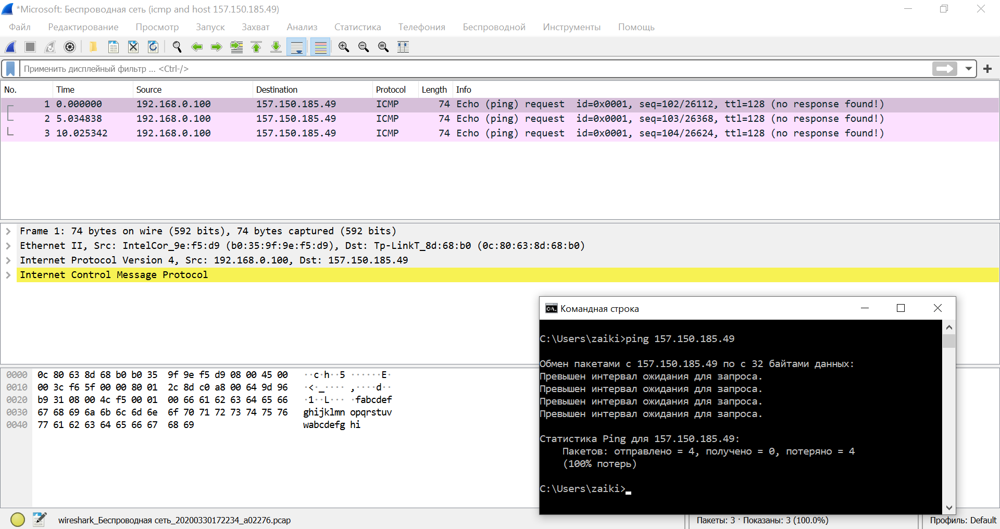 *Microsoft: Беспроводная сеть (icmp and host 157.150.185.49)
Файл Редактирование Просмотр Запуск Захват Анализ Статистика Телефония Беспроводной Инструменты Помощь
Применить дисплейный фильтр ... <Ctrl-/>
No. Time Source Destination Protocol Length Info
1 0.000000 192.168.0.100 157.150.185.49 ICMP 74 Echo (ping) request id=0x0001, seq=102/26112, ttl=128 (no response found!)
2 5.034838 192.168.0.100 157.150.185.49 ICMP 74 Echo (ping) request id=0x0001, seq=103/26368, ttl=128 (no response found!)
3 10.025342 192.168.0.100 157.150.185.49 ICMP 74 Echo (ping) request id=0x0001, seq=104/26624, ttl=128 (no response found!)
Frame 1: 74 bytes on wire (592 bits), 74 bytes captured (592 bits)
Ethernet II, Src: IntelCor_9e:f5:d9 (b0:35:9f:9e:f5:d9), Dst: Tp-LinkT_8d:68:b0 (0c:80:63:8d:68:b0)
Internet Protocol Version 4, Src: 192.168.0.100, Dst: 157.150.185.49
Internet Control Message Protocol
0000 0c 80 63 8d 68 b0 b0 35 9f 9e f5 d9 08 00 45 00 ··c·h··5 ······E·
0010 00 3c f6 5f 00 00 80 01 2c 8d c0 a8 00 64 9d 96 ·<·_···· ,····d··
0020 b9 31 08 00 4c f5 00 01 00 66 61 62 63 64 65 66 ·1··L··· ·fabcdef
0030 67 68 69 6a 6b 6c 6d 6e 6f 70 71 72 73 74 75 76 ghijklmn opqrstuv
0040 77 61 62 63 64 65 66 67 68 69 wabcdefg hi
Командная строка
C:\Users\zaiki>ping 157.150.185.49
Обмен пакетами с 157.150.185.49 по с 32 байтами данных:
Превышен интервал ожидания для запроса.
Превышен интервал ожидания для запроса.
Превышен интервал ожидания для запроса.
Превышен интервал ожидания для запроса.
Статистика Ping для 157.150.185.49:
Пакетов: отправлено = 4, получено = 0, потеряно = 4
(100% потерь)
C:\Users\zaiki>
wireshark_Беспроводная сеть_20200330172234_a02276.pcap
Пакеты: 3 · Показаны: 3 (100.0%)
Профиль: Default